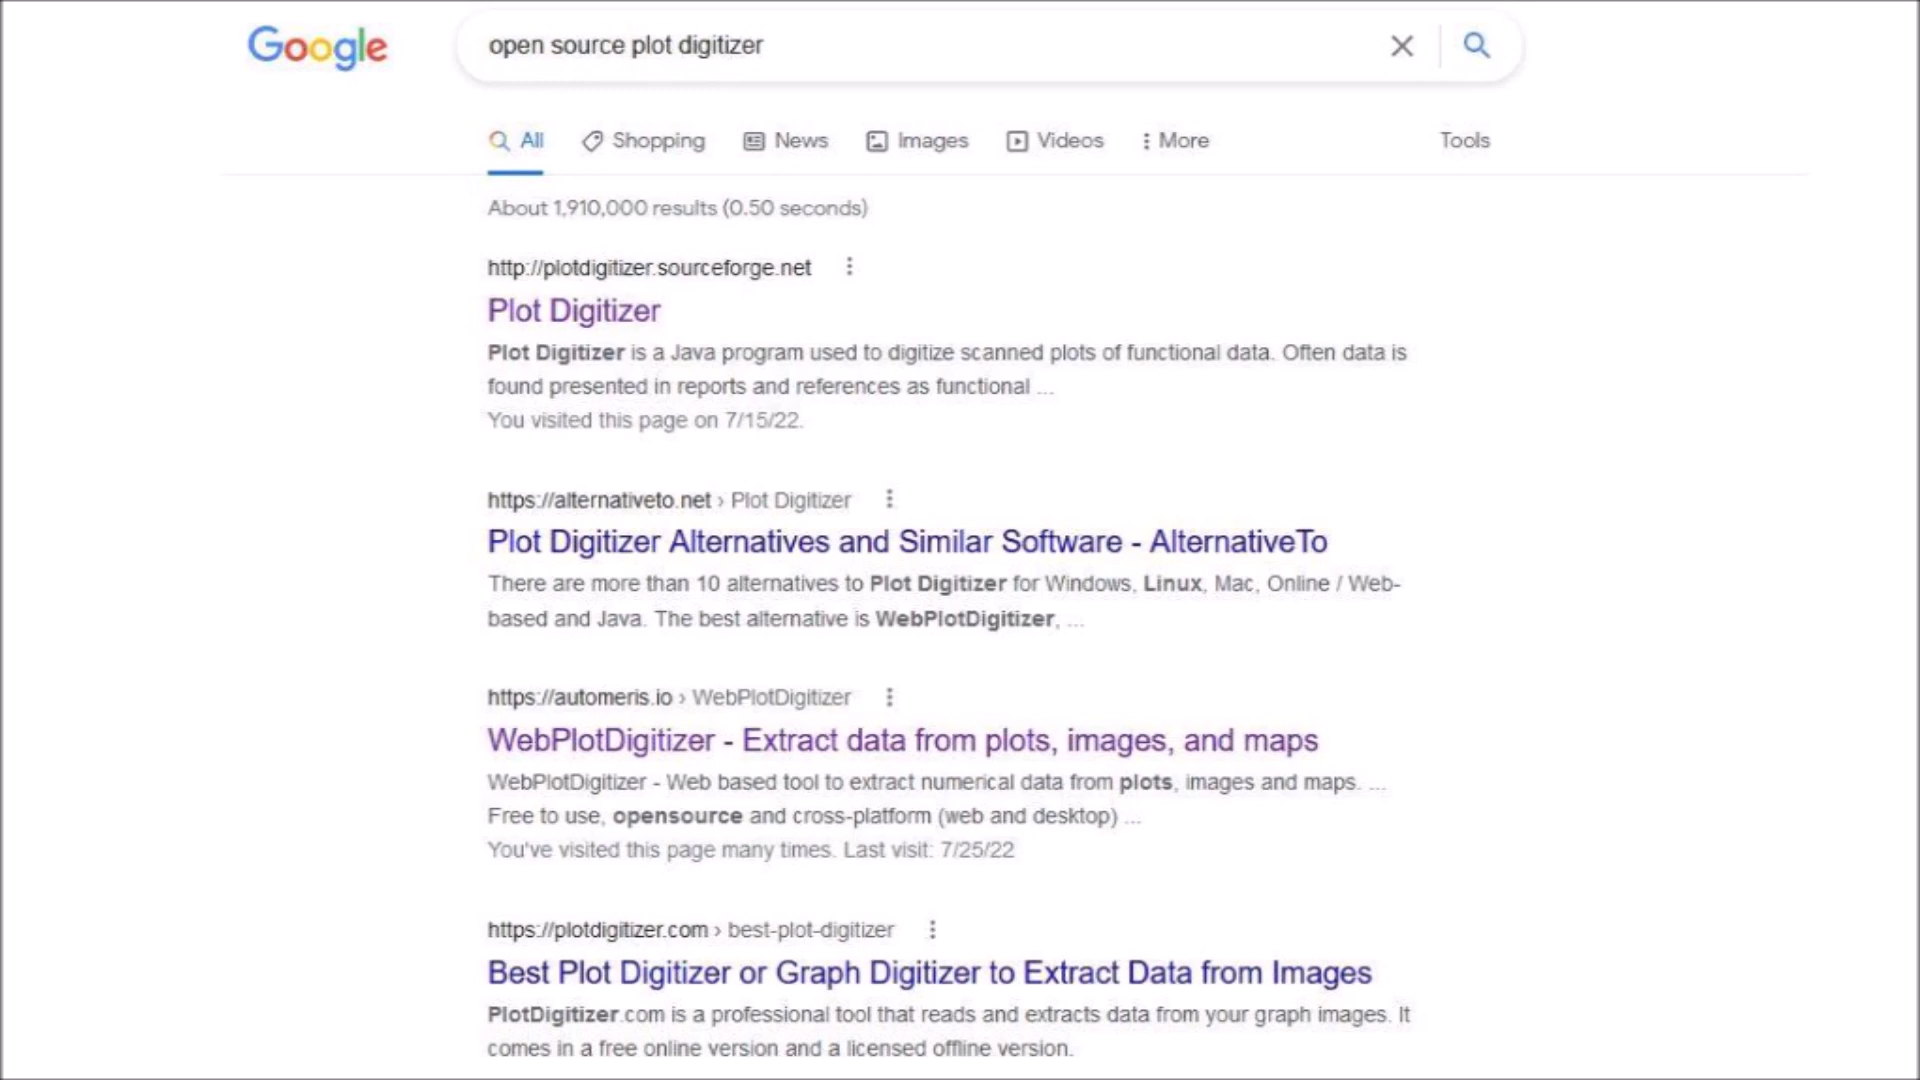 Google
open source plot digitizer
All Shopping News Images Videos More Tools
About 1,910,000 results (0.50 seconds)
http://plotdigitizer.sourceforge.net
Plot Digitizer
Plot Digitizer is a Java program used to digitize scanned plots of functional data. Often data is
found presented in reports and references as functional ...
You visited this page on 7/15/22.
https://alternativeto.net › Plot Digitizer
Plot Digitizer Alternatives and Similar Software - AlternativeTo
There are more than 10 alternatives to Plot Digitizer for Windows, Linux, Mac, Online / Web-
based and Java. The best alternative is WebPlotDigitizer, ...
https://automeris.io › WebPlotDigitizer
WebPlotDigitizer - Extract data from plots, images, and maps
WebPlotDigitizer - Web based tool to extract numerical data from plots, images and maps. ...
Free to use, opensource and cross-platform (web and desktop) ...
You've visited this page many times. Last visit: 7/25/22
https://plotdigitizer.com › best-plot-digitizer
Best Plot Digitizer or Graph Digitizer to Extract Data from Images
PlotDigitizer.com is a professional tool that reads and extracts data from your graph images. It
comes in a free online version and a licensed offline version.